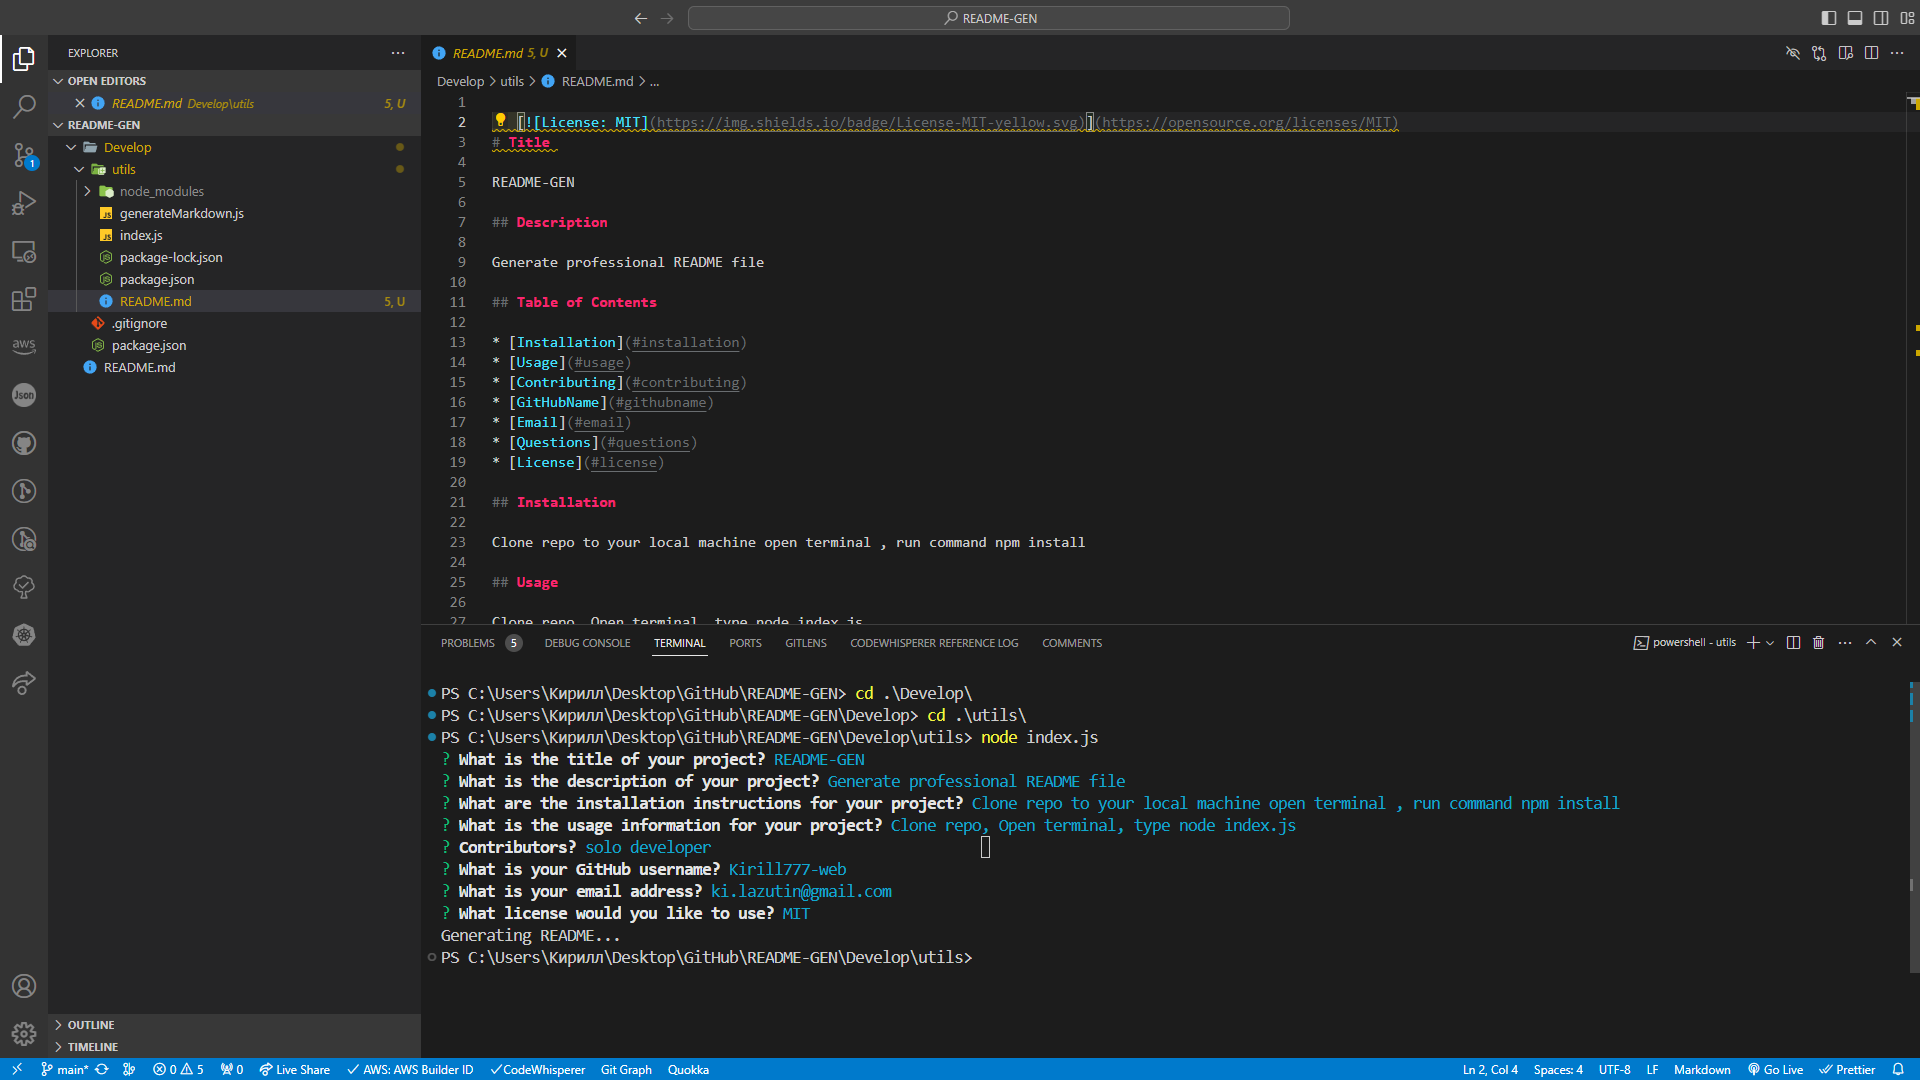 README-GEN
EXPLORER
OPEN EDITORS
README.md Develop\utils 5, U
README-GEN
Develop
utils
node_modules
generateMarkdown.js
index.js
package-lock.json
package.json
README.md 5, U
.gitignore
package.json
README.md
OUTLINE
TIMELINE
1
aws
Json
README.md 5, U
Develop > utils > README.md > ...
1
2 [![License: MIT](https://img.shields.io/badge/License-MIT-yellow.svg)](https://opensource.org/licenses/MIT)
3 # Title
4
5 README-GEN
6
7 ## Description
8
9 Generate professional README file
10
11 ## Table of Contents
12
13 * [Installation](#installation)
14 * [Usage](#usage)
15 * [Contributing](#contributing)
16 * [GitHubName](#githubname)
17 * [Email](#email)
18 * [Questions](#questions)
19 * [License](#license)
20
21 ## Installation
22
23 Clone repo to your local machine open terminal , run command npm install
24
25 ## Usage
26
27 Clone repo, Open terminal, type node index.js
PROBLEMS 5 DEBUG CONSOLE TERMINAL PORTS GITLENS CODEWHISPERER REFERENCE LOG COMMENTS powershell - utils
PS C:\Users\Кирилл\Desktop\GitHub\README-GEN> cd .\Develop\
PS C:\Users\Кирилл\Desktop\GitHub\README-GEN\Develop> cd .\utils\
PS C:\Users\Кирилл\Desktop\GitHub\README-GEN\Develop\utils> node index.js
? What is the title of your project? README-GEN
? What is the description of your project? Generate professional README file
? What are the installation instructions for your project? Clone repo to your local machine open terminal , run command npm install
? What is the usage information for your project? Clone repo, Open terminal, type node index.js
? Contributors? solo developer
? What is your GitHub username? Kirill777-web
? What is your email address? ki.lazutin@gmail.com
? What license would you like to use? MIT
Generating README...
PS C:\Users\Кирилл\Desktop\GitHub\README-GEN\Develop\utils>
main* 0 5 0 Live Share AWS: AWS Builder ID CodeWhisperer Git Graph Quokka Ln 2, Col 4 Spaces: 4 UTF-8 LF Markdown Go Live Prettier